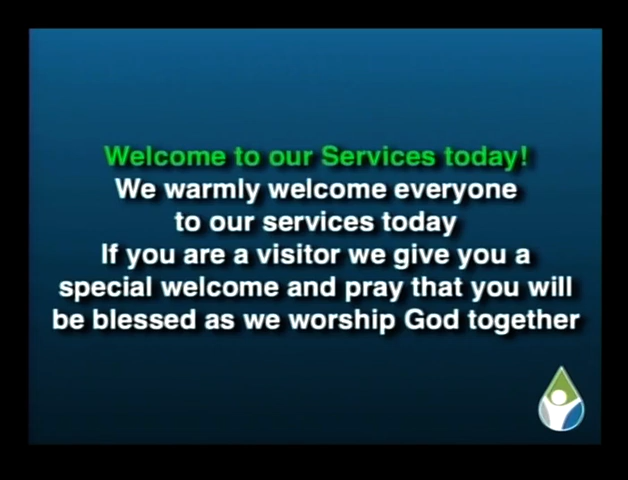 Welcome to our Services today!
We warmly welcome everyone
to our services today
If you are a visitor we give you a
special welcome and pray that you will
be blessed as we worship God together